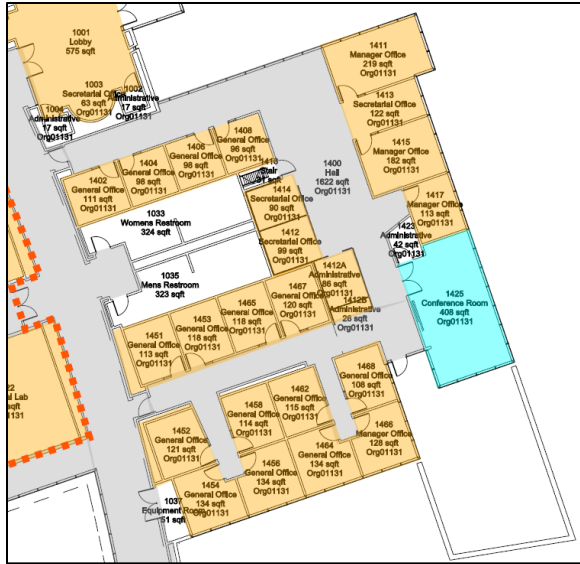 1001
Lobby
575 sqft
1003
Secretarial Office
63 sqft
Org01131
1002
Administrative
17 sqft
Org01131
1004
Administrative
17 sqft
Org01131
1411
Manager Office
219 sqft
Org01131
1413
Secretarial Office
122 sqft
Org01131
1415
Manager Office
182 sqft
Org01131
1417
Manager Office
113 sqft
Org01131
1423
Administrative
42 sqft
Org01131
1425
Conference Room
408 sqft
Org01131
1400
Hall
1622 sqft
Org01131
1408
General Office
96 sqft
Org01131
1406
General Office
98 sqft
Org01131
1404
General Office
98 sqft
Org01131
1402
General Office
111 sqft
Org01131
1416
Stair
sqft
Org01131
1414
Secretarial Office
90 sqft
Org01131
1412
Secretarial Office
99 sqft
Org01131
1412A
Administrative
86 sqft
Org01131
1412B
Administrative
26 sqft
Org01131
1033
Womens Restroom
324 sqft
1035
Mens Restroom
323 sqft
1467
General Office
120 sqft
Org01131
1465
General Office
118 sqft
Org01131
1453
General Office
118 sqft
Org01131
1451
General Office
113 sqft
Org01131
1468
General Office
106 sqft
Org01131
1462
General Office
115 sqft
Org01131
1458
General Office
114 sqft
Org01131
1452
General Office
121 sqft
Org01131
1466
Manager Office
128 sqft
Org01131
1464
General Office
134 sqft
Org01131
1456
General Office
134 sqft
Org01131
1454
General Office
134 sqft
Org01131
1037
Equipment Room
51 sqft
22
al Lab
sqft
1131